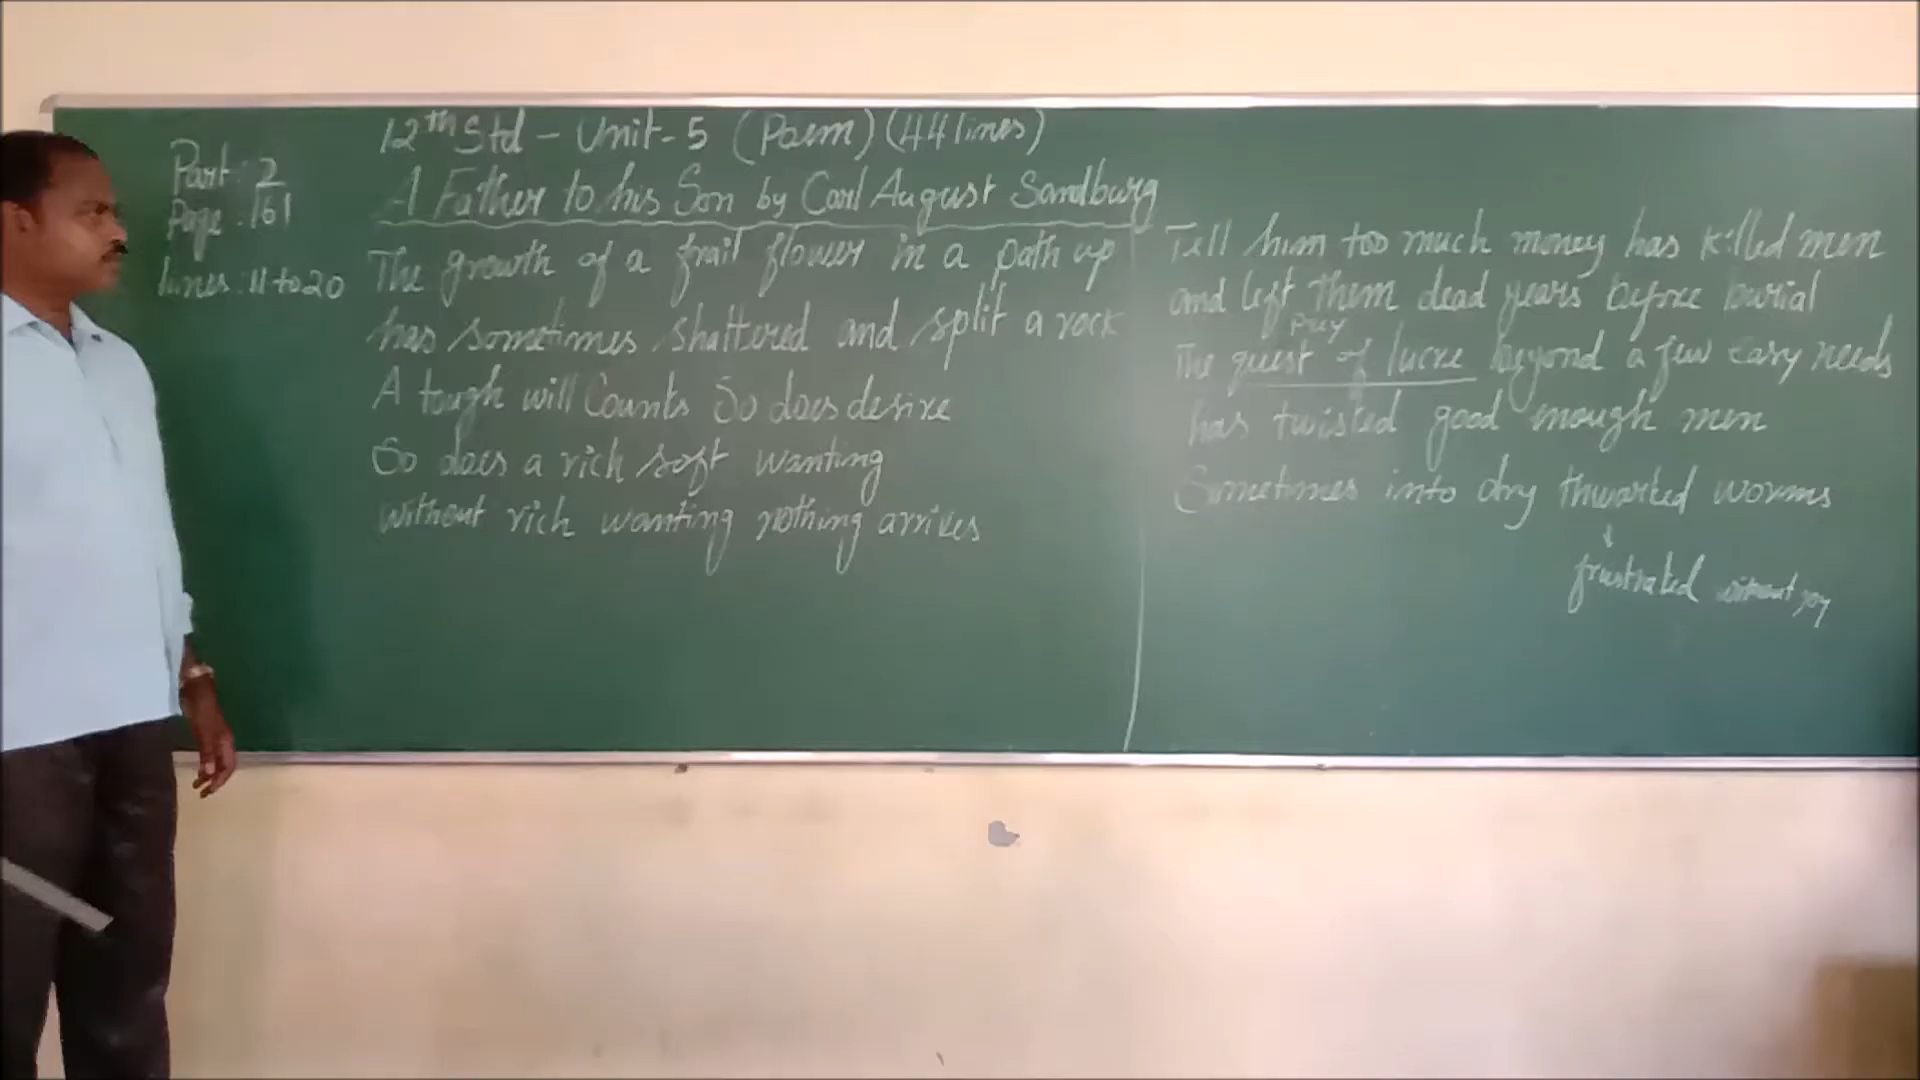 12th Std - Unit - 5 (Poem) (44 lines)
A Father to his Son by Carl August Sandburg
Part : 2
Page : 161
lines : 11 to 20
The growth of a frail flower in a path up
has sometimes shattered and split a rock
A tough will Counts So does desire
So does a rich soft wanting
without rich wanting nothing arrives
Tell him too much money has killed men
and left them dead years before burial
The quest of lucre beyond a few easy needs
has twisted good enough men
Sometimes into dry thwarted worms
frustrated without joy